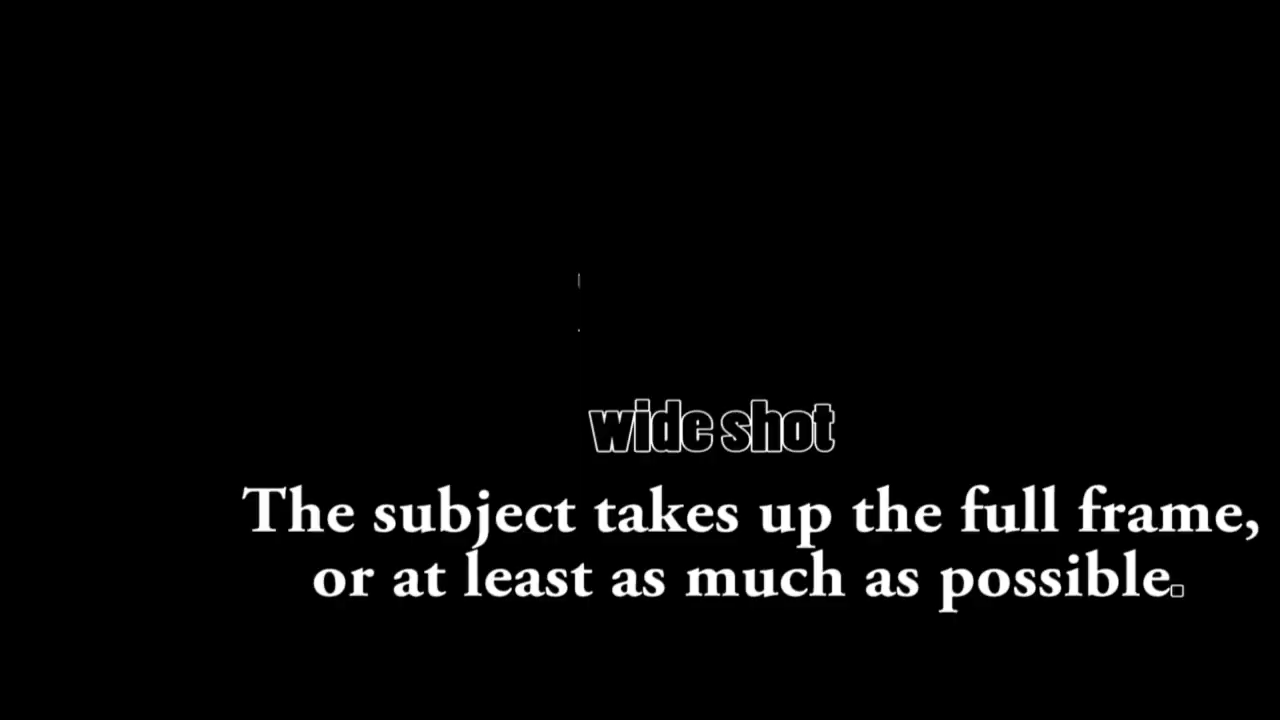 wide shot
The subject takes up the full frame,
or at least as much as possible.